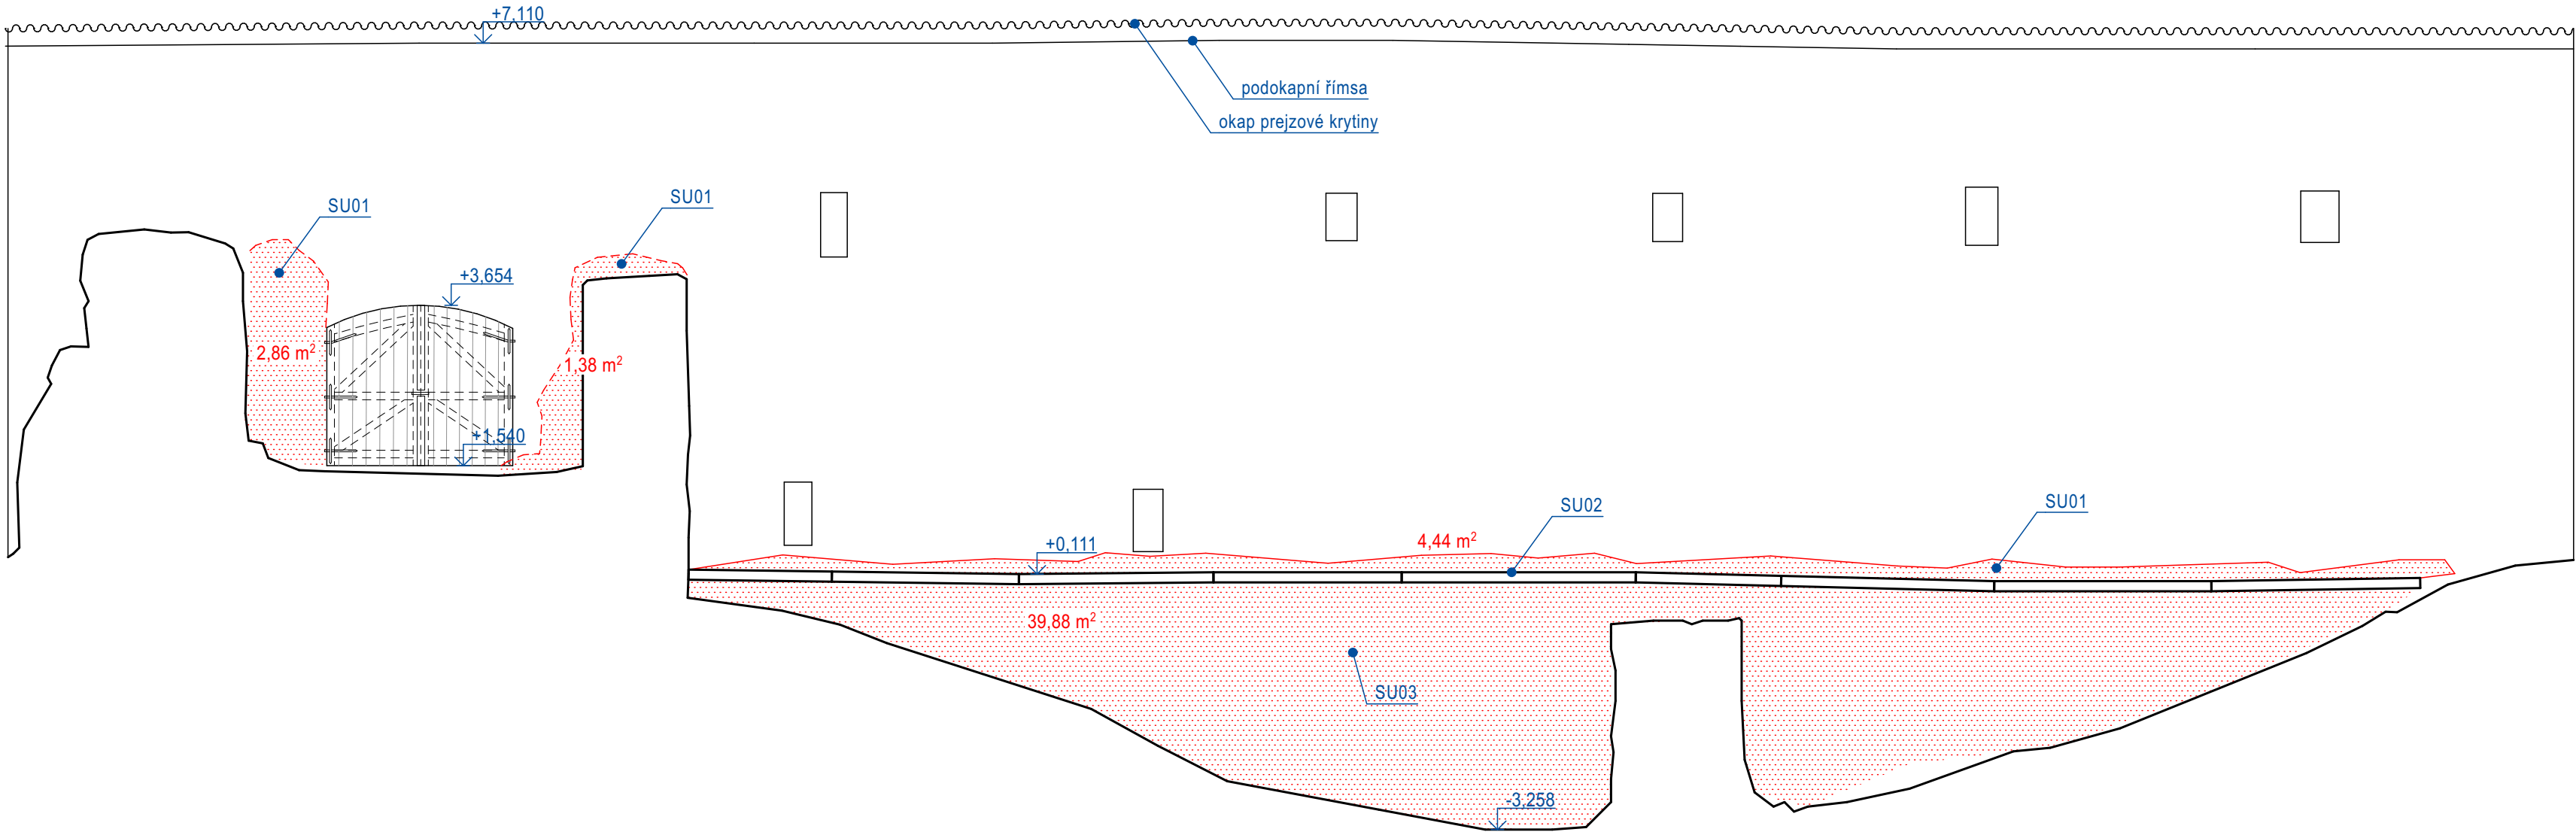 +7,110
podokapní římsa
okap prejzové krytiny
SU01
SU01
+3,654
2,86 m²
1,38 m²
+1,540
SU02
SU01
+0,111
4,44 m²
39,88 m²
SU03
-3,258